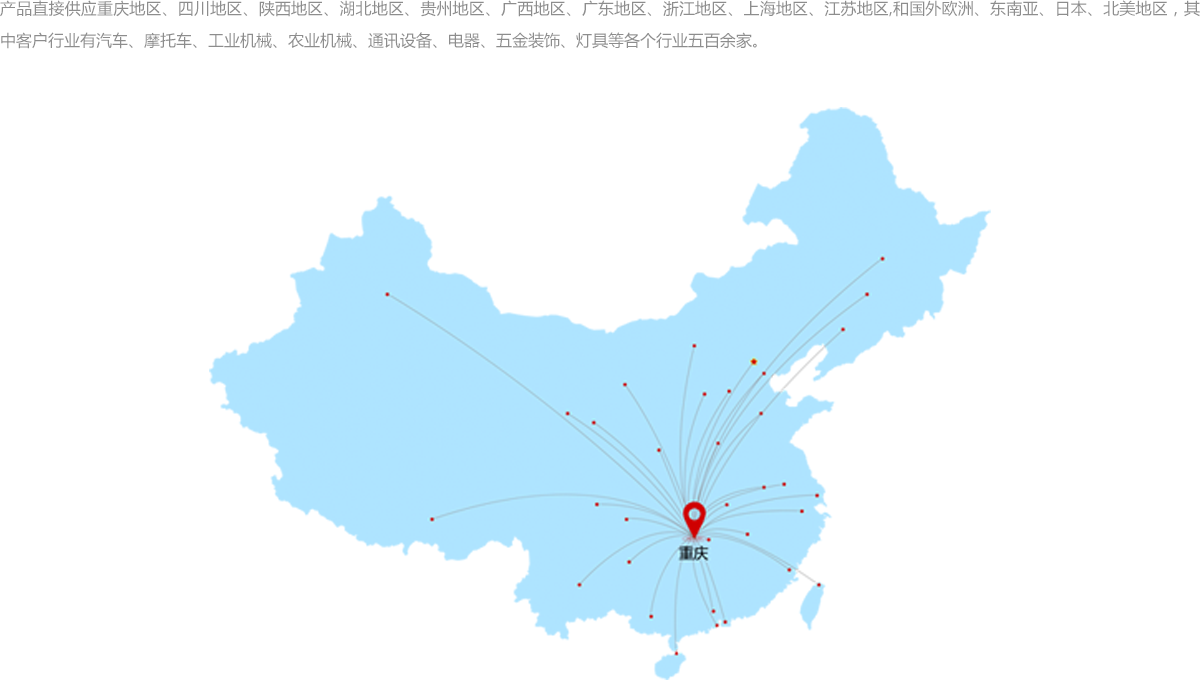 产品直接供应重庆地区、四川地区、陕西地区、湖北地区、贵州地区、广西地区、广东地区、浙江地区、上海地区、江苏地区,和国外欧洲、东南亚、日本、北美地区，其
中客户行业有汽车、摩托车、工业机械、农业机械、通讯设备、电器、五金装饰、灯具等各个行业五百余家。
重庆